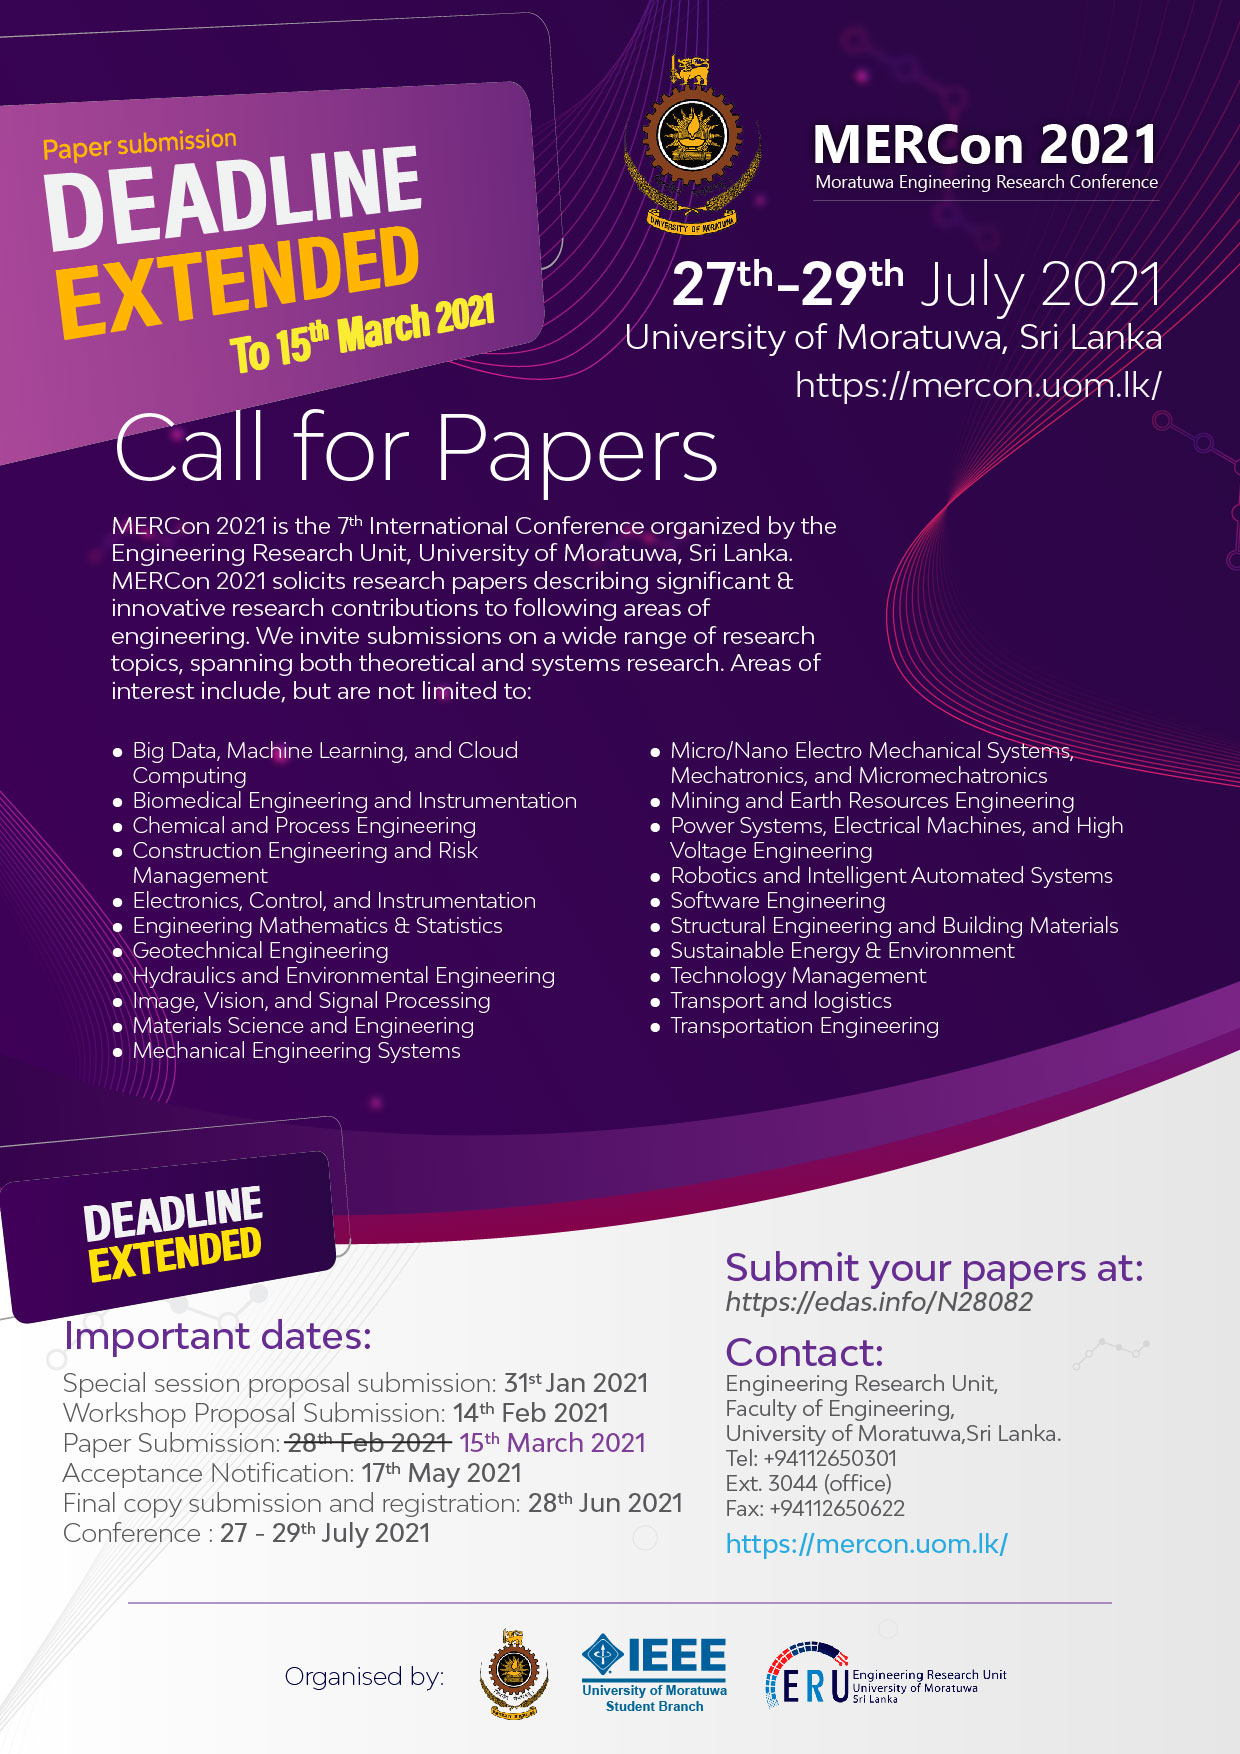 Paper submission
DEADLINE
EXTENDED
To 15th March 2021
UNIVERSITY OF MORATUWA
MERCon 2021
Moratuwa Engineering Research Conference
27th-29th July 2021
University of Moratuwa, Sri Lanka
https://mercon.uom.lk/
Call for Papers
MERCon 2021 is the 7th International Conference organized by the
Engineering Research Unit, University of Moratuwa, Sri Lanka.
MERCon 2021 solicits research papers describing significant &
innovative research contributions to following areas of
engineering. We invite submissions on a wide range of research
topics, spanning both theoretical and systems research. Areas of
interest include, but are not limited to:
• Big Data, Machine Learning, and Cloud
Computing
• Biomedical Engineering and Instrumentation
• Chemical and Process Engineering
• Construction Engineering and Risk
Management
• Electronics, Control, and Instrumentation
• Engineering Mathematics & Statistics
• Geotechnical Engineering
• Hydraulics and Environmental Engineering
• Image, Vision, and Signal Processing
• Materials Science and Engineering
• Mechanical Engineering Systems
• Micro/Nano Electro Mechanical Systems,
Mechatronics, and Micromechatronics
• Mining and Earth Resources Engineering
• Power Systems, Electrical Machines, and High
Voltage Engineering
• Robotics and Intelligent Automated Systems
• Software Engineering
• Structural Engineering and Building Materials
• Sustainable Energy & Environment
• Technology Management
• Transport and logistics
• Transportation Engineering
DEADLINE
EXTENDED
Important dates:
Special session proposal submission: 31st Jan 2021
Workshop Proposal Submission: 14th Feb 2021
Paper Submission: 28th Feb 2021 15th March 2021
Acceptance Notification: 17th May 2021
Final copy submission and registration: 28th Jun 2021
Conference : 27 - 29th July 2021
Submit your papers at:
https://edas.info/N28082
Contact:
Engineering Research Unit,
Faculty of Engineering,
University of Moratuwa,Sri Lanka.
Tel: +94112650301
Ext. 3044 (office)
Fax: +94112650622
https://mercon.uom.lk/
Organised by:
IEEE
University of Moratuwa
Student Branch
ERU
Engineering Research Unit
University of Moratuwa
Sri Lanka